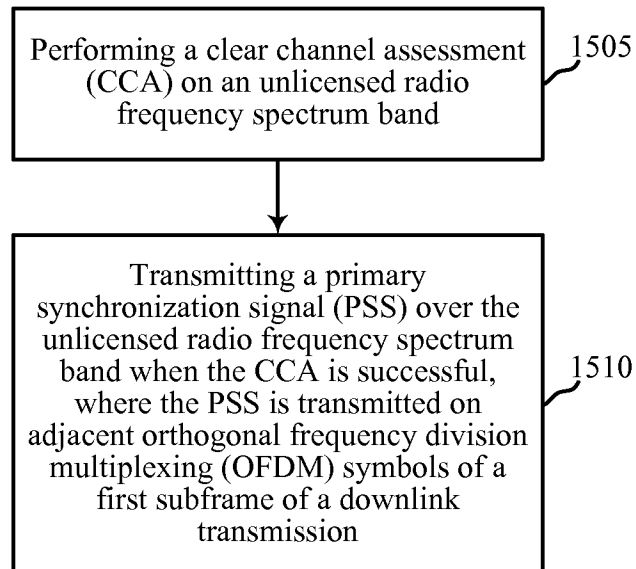 Performing a clear channel assessment
(CCA) on an unlicensed radio
frequency spectrum band
1505
Transmitting a primary
synchronization signal (PSS) over the
unlicensed radio frequency spectrum
band when the CCA is successful,
where the PSS is transmitted on
adjacent orthogonal frequency division
multiplexing (OFDM) symbols of a
first subframe of a downlink
transmission
1510